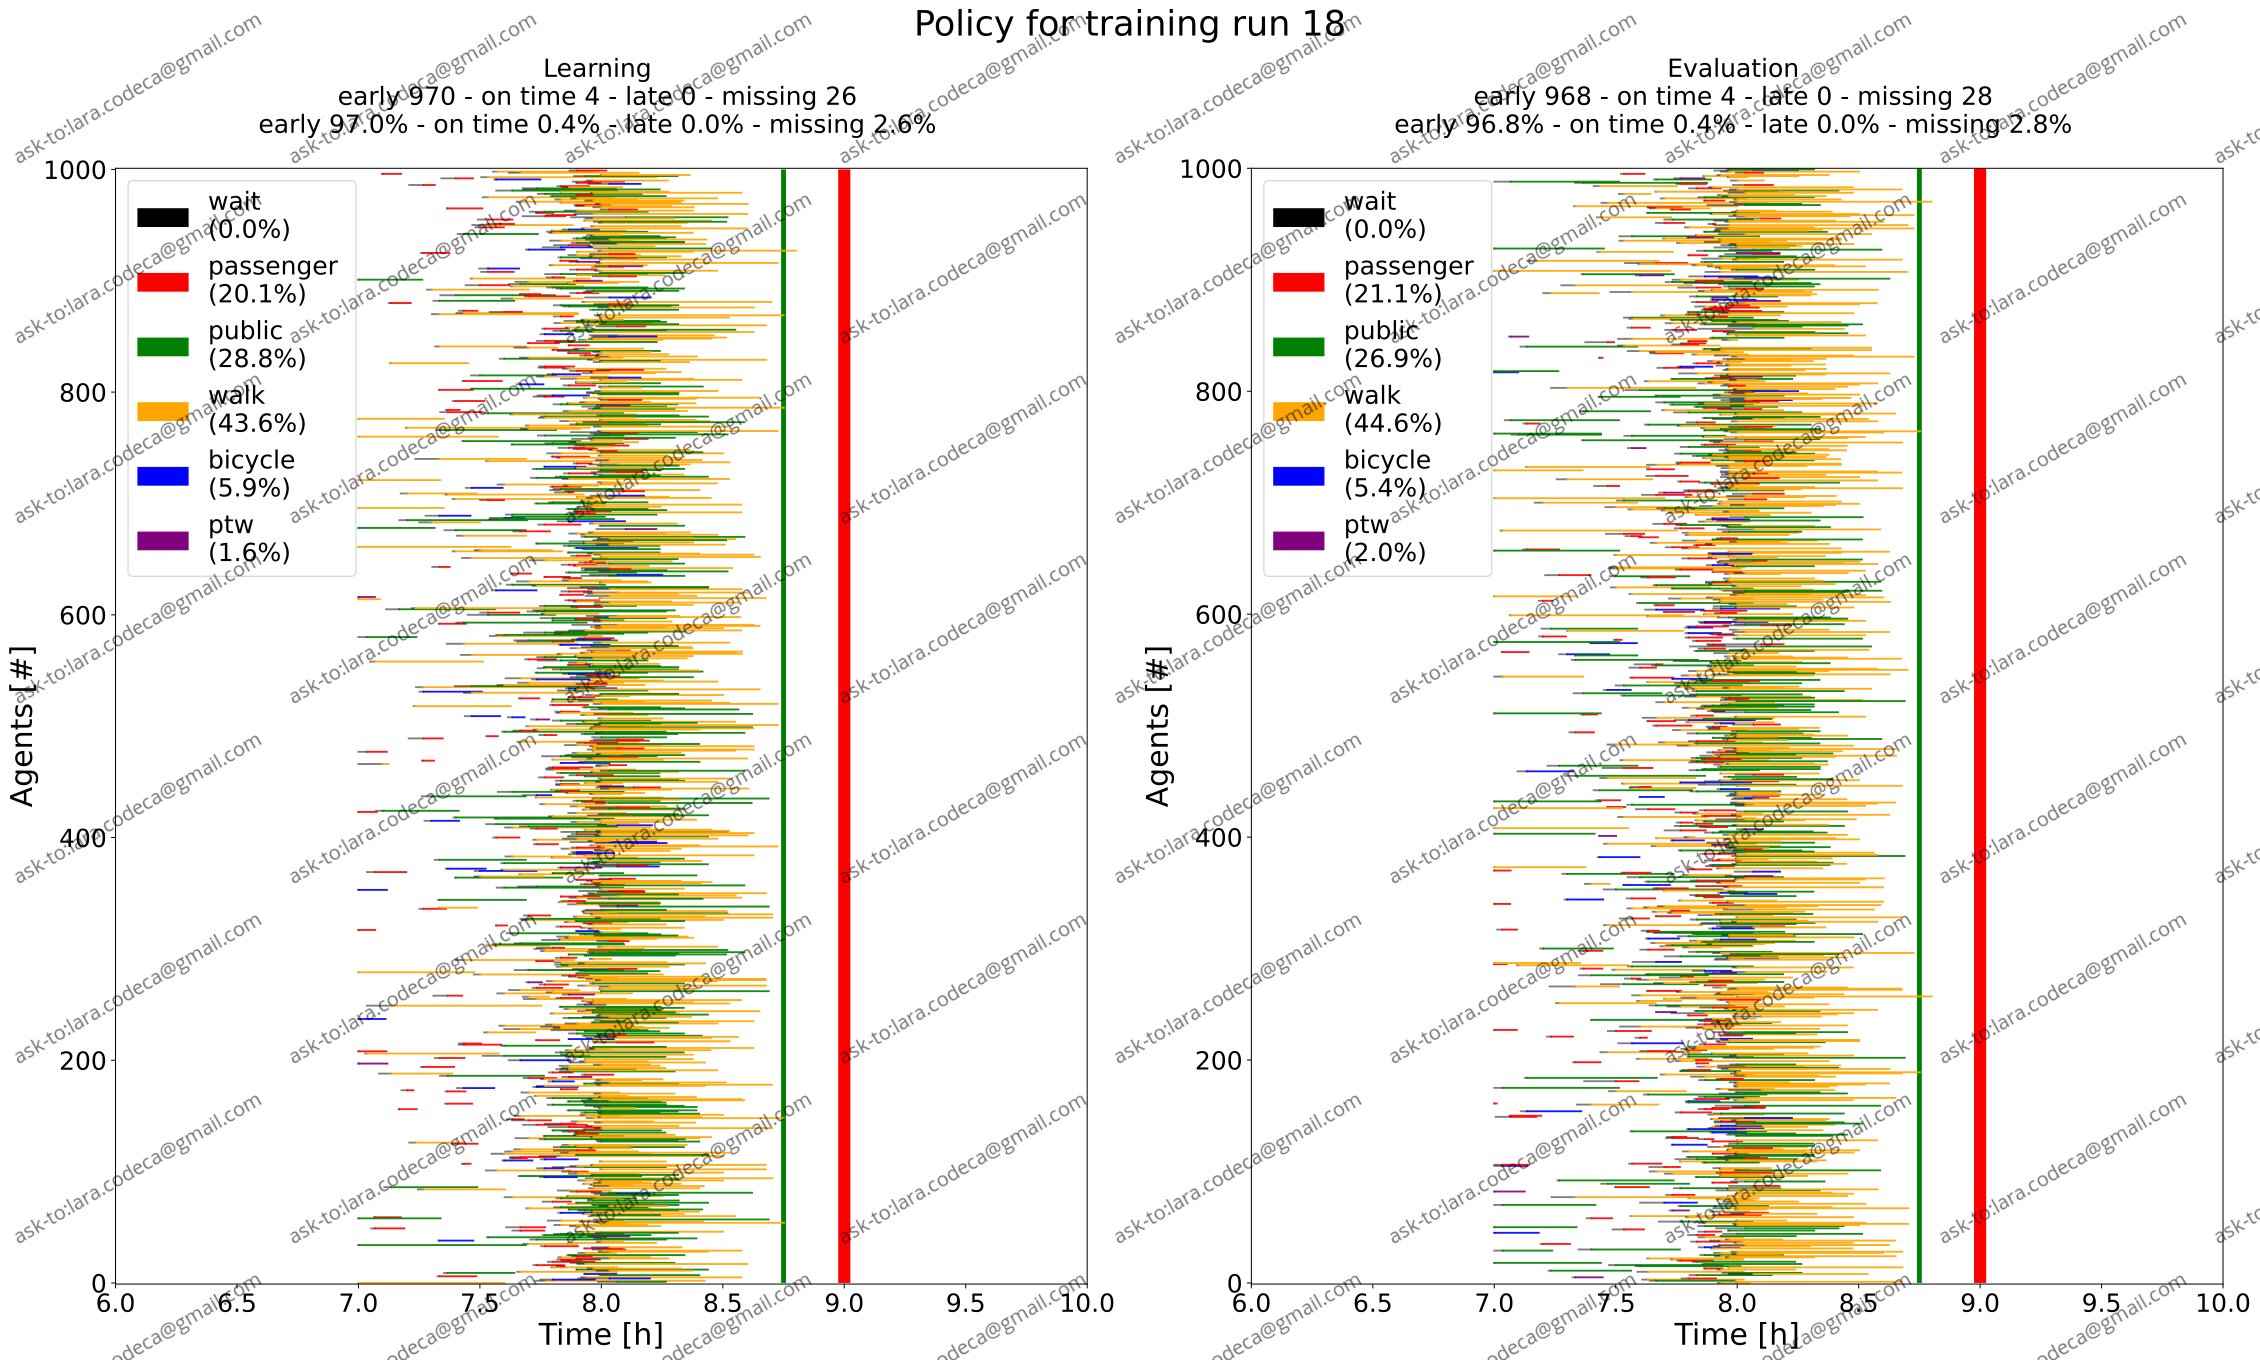 Policy for training run 18
Learning
early 970 - on time 4 - late 0 - missing 26
early 97.0% - on time 0.4% - late 0.0% - missing 2.6%
1000
800
600
400
200
0
Agents [#]
wait
(0.0%)
passenger
(20.1%)
public
(28.8%)
walk
(43.6%)
bicycle
(5.9%)
ptw
(1.6%)
6.0 6.5 7.0 7.5 8.0 8.5 9.0 9.5 10.0
Time [h]
Evaluation
early 968 - on time 4 - late 0 - missing 28
early 96.8% - on time 0.4% - late 0.0% - missing 2.8%
1000
800
600
400
200
0
Agents [#]
wait
(0.0%)
passenger
(21.1%)
public
(26.9%)
walk
(44.6%)
bicycle
(5.4%)
ptw
(2.0%)
6.0 6.5 7.0 7.5 8.0 8.5 9.0 9.5 10.0
Time [h]
ask-to:lara.codeca@gmail.com